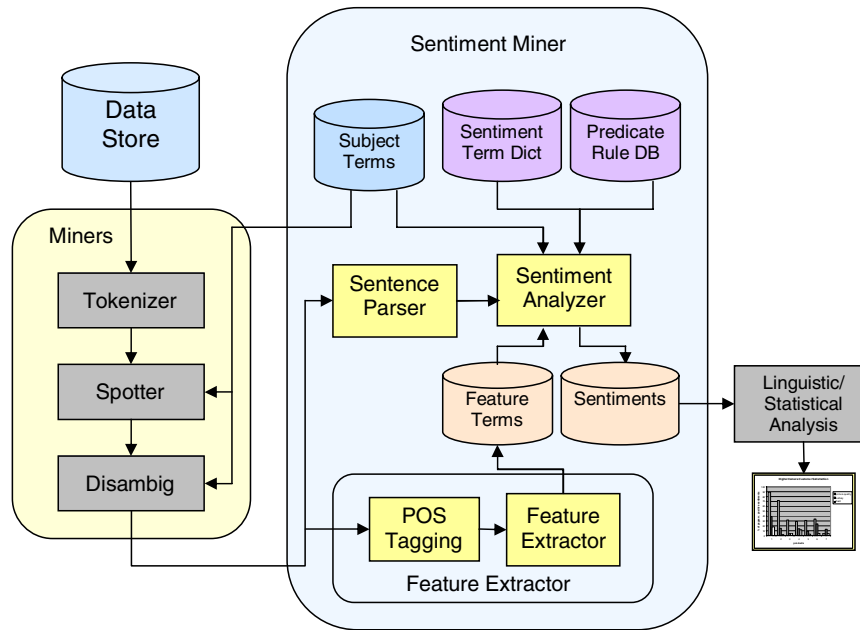 Sentiment Miner
Data
Store
Subject
Terms
Sentiment
Term Dict
Predicate
Rule DB
Miners
Tokenizer
Spotter
Disambig
Sentence
Parser
Sentiment
Analyzer
Feature
Terms
Sentiments
Linguistic/
Statistical
Analysis
POS
Tagging
Feature
Extractor
Feature Extractor